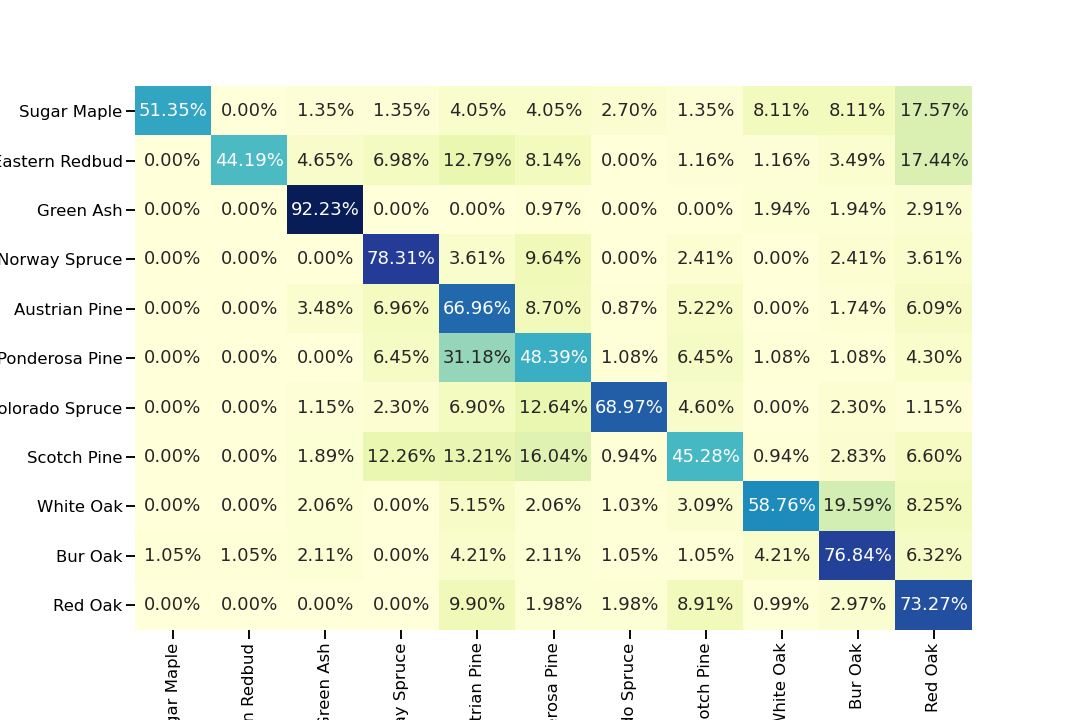 Sugar Maple 51.35% 0.00% 1.35% 1.35% 4.05% 4.05% 2.70% 1.35% 8.11% 8.11% 17.57%
Eastern Redbud 0.00% 44.19% 4.65% 6.98% 12.79% 8.14% 0.00% 1.16% 1.16% 3.49% 17.44%
Green Ash 0.00% 0.00% 92.23% 0.00% 0.00% 0.97% 0.00% 0.00% 1.94% 1.94% 2.91%
Norway Spruce 0.00% 0.00% 0.00% 78.31% 3.61% 9.64% 0.00% 2.41% 0.00% 2.41% 3.61%
Austrian Pine 0.00% 0.00% 3.48% 6.96% 66.96% 8.70% 0.87% 5.22% 0.00% 1.74% 6.09%
Ponderosa Pine 0.00% 0.00% 0.00% 6.45% 31.18% 48.39% 1.08% 6.45% 1.08% 1.08% 4.30%
olorado Spruce 0.00% 0.00% 1.15% 2.30% 6.90% 12.64% 68.97% 4.60% 0.00% 2.30% 1.15%
Scotch Pine 0.00% 0.00% 1.89% 12.26% 13.21% 16.04% 0.94% 45.28% 0.94% 2.83% 6.60%
White Oak 0.00% 0.00% 2.06% 0.00% 5.15% 2.06% 1.03% 3.09% 58.76% 19.59% 8.25%
Bur Oak 1.05% 1.05% 2.11% 0.00% 4.21% 2.11% 1.05% 1.05% 4.21% 76.84% 6.32%
Red Oak 0.00% 0.00% 0.00% 0.00% 9.90% 1.98% 1.98% 8.91% 0.99% 2.97% 73.27%
gar Maple
n Redbud
Green Ash
ay Spruce
trian Pine
rosa Pine
do Spruce
otch Pine
White Oak
Bur Oak
Red Oak